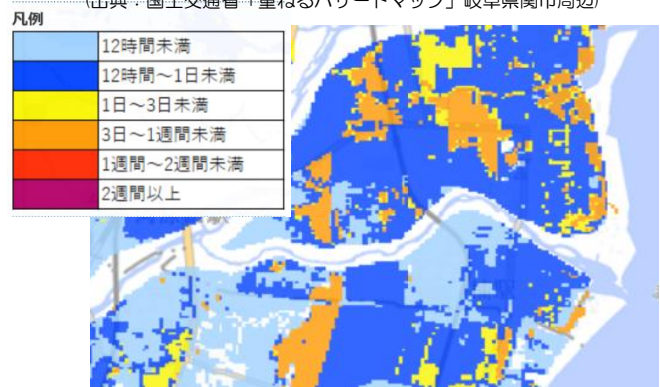 (出典：国土交通省「重ねるハザードマップ」岐阜県関市周辺)
凡例
12時間未満
12時間～1日未満
1日～3日未満
3日～1週間未満
1週間～2週間未満
2週間以上